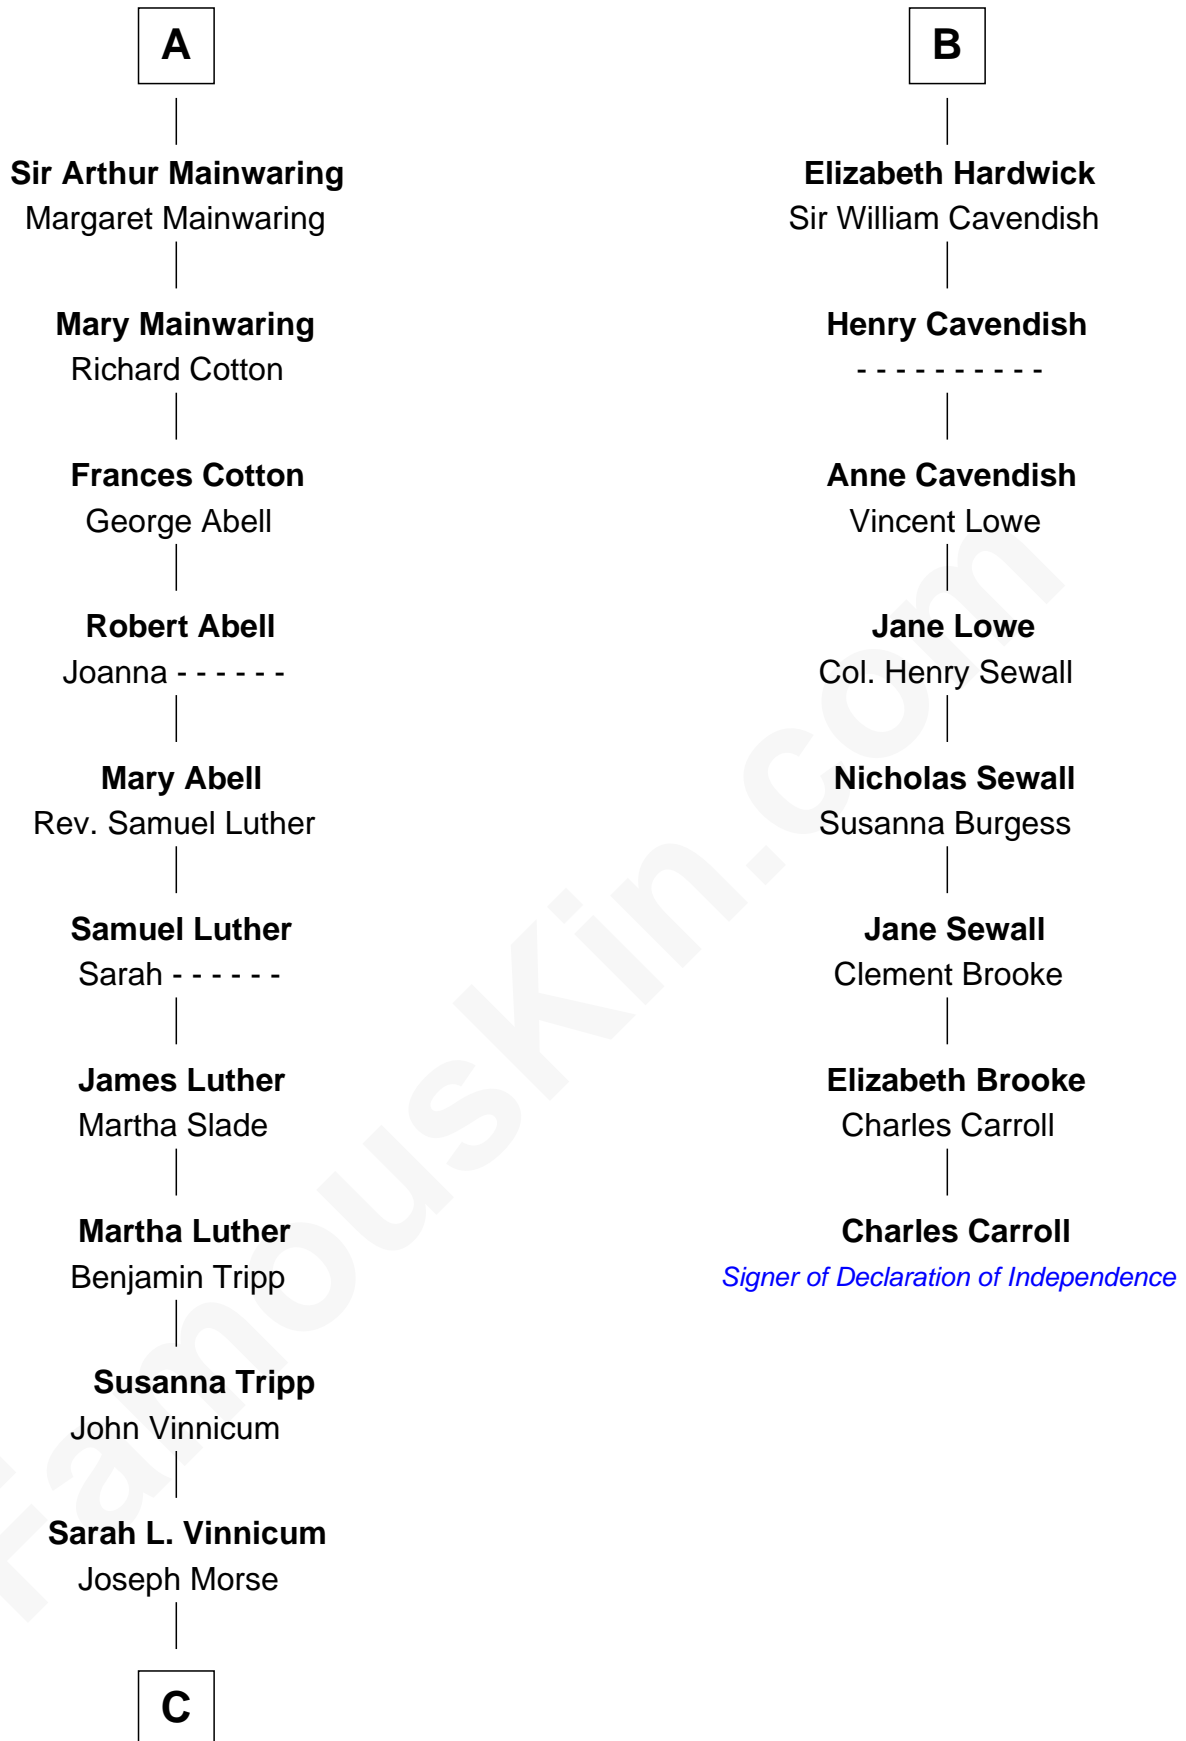 A
Sir Arthur Mainwaring
Margaret Mainwaring
Mary Mainwaring
Richard Cotton
Frances Cotton
George Abell
Robert Abell
Joanna - - - - - -
Mary Abell
Rev. Samuel Luther
Samuel Luther
Sarah - - - - - -
James Luther
Martha Slade
Martha Luther
Benjamin Tripp
Susanna Tripp
John Vinnicum
Sarah L. Vinnicum
Joseph Morse
C
B
Elizabeth Hardwick
Sir William Cavendish
Henry Cavendish
- - - - - - - - - -
Anne Cavendish
Vincent Lowe
Jane Lowe
Col. Henry Sewall
Nicholas Sewall
Susanna Burgess
Jane Sewall
Clement Brooke
Elizabeth Brooke
Charles Carroll
Charles Carroll
Signer of Declaration of Independence
FamousKin.com